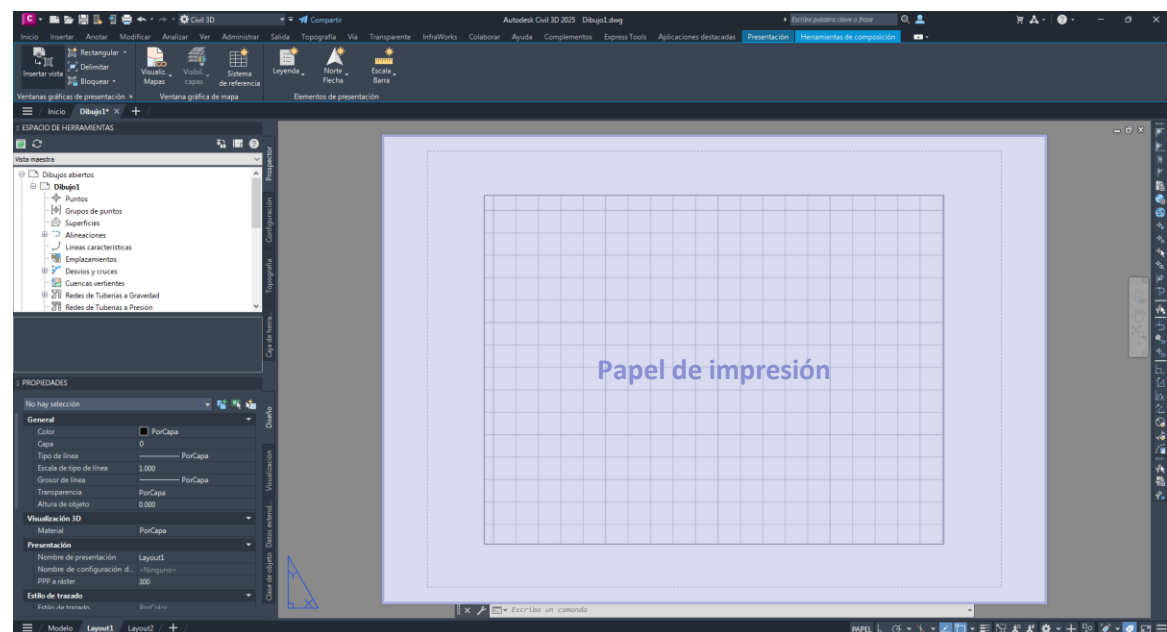 C Civil 3D Compartir Autodesk Civil 3D 2025 Dibujo1.dwg Escriba palabra clave o frase
Inicio Insertar Anotar Modificar Analizar Ver Administrar Salida Topografía Vía Transparente InfraWorks Colaborar Ayuda Complementos Express Tools Aplicaciones destacadas Presentación Herramientas de composición
Insertar vista
Rectangular
Delimitar
Bloquear
Visualiz. Mapas
Visibil. capas
Sistema de referencia
Leyenda
Norte Flecha
Escala Barra
Ventanas gráficas de presentación Ventana gráfica de mapa Elementos de presentación
Inicio Dibujo1* +
ESPACIO DE HERRAMIENTAS
Vista maestra
Dibujos abiertos
Dibujo1
Puntos
Grupos de puntos
Superficies
Alineaciones
Líneas características
Emplazamientos
Desvíos y cruces
Cuencas vertientes
Redes de Tuberías a Gravedad
Redes de Tuberías a Presión
Prospector
Configuración
Topografía
Caja de herra...
Papel de impresión
PROPIEDADES
No hay selección
General
Color PorCapa
Capa 0
Tipo de línea PorCapa
Escala de tipo de línea 1.000
Grosor de línea PorCapa
Transparencia PorCapa
Altura de objeto 0.000
Visualización 3D
Material PorCapa
Presentación
Nombre de presentación Layout1
Nombre de configuración d... <Ninguno>
PPP a ráster 300
Estilo de trazado
Estilo de trazado PorColor
Diseño
Visualización
Datos extend...
Clase de objeto
Y
X
Escriba un comando
Modelo Layout1 Layout2 + PAPEL